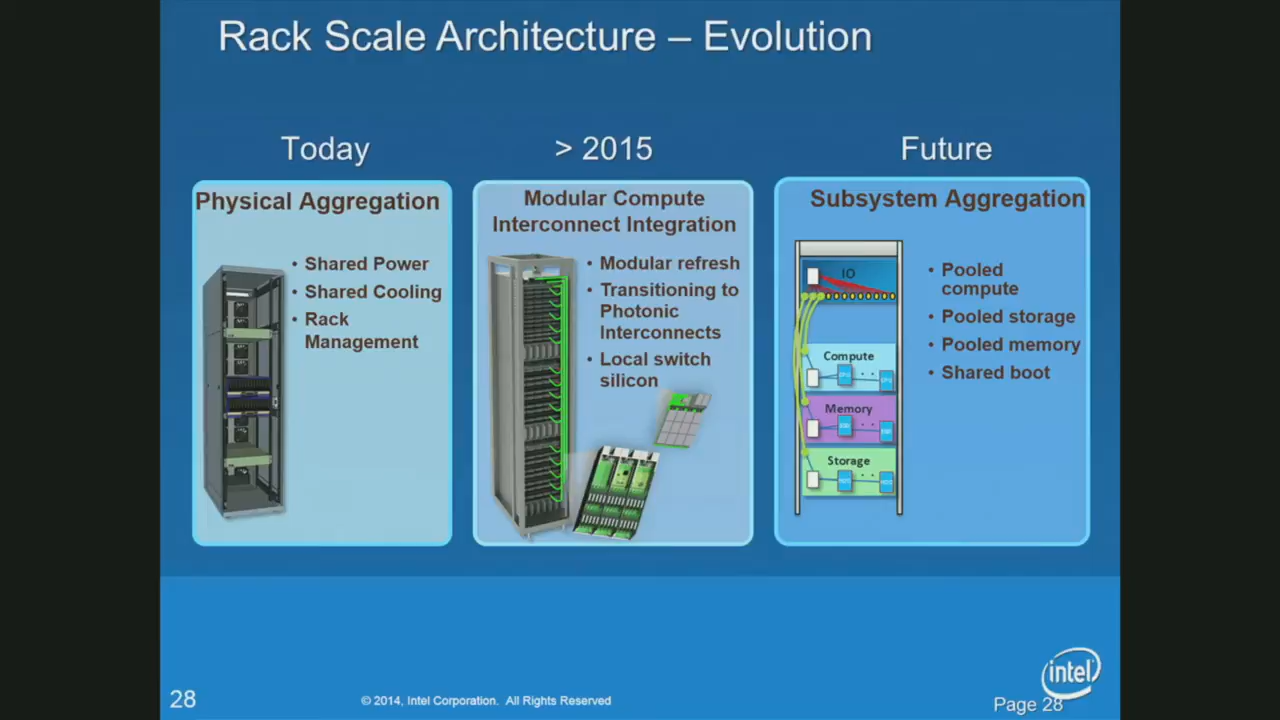 Rack Scale Architecture – Evolution
Today
> 2015
Future
Physical Aggregation
• Shared Power
• Shared Cooling
• Rack
Management
Modular Compute
Interconnect Integration
• Modular refresh
• Transitioning to
Photonic
Interconnects
• Local switch
silicon
Subsystem Aggregation
IO
Compute
Memory
Storage
• Pooled
compute
• Pooled storage
• Pooled memory
• Shared boot
28
© 2014, Intel Corporation. All Rights Reserved
intel
Page 28